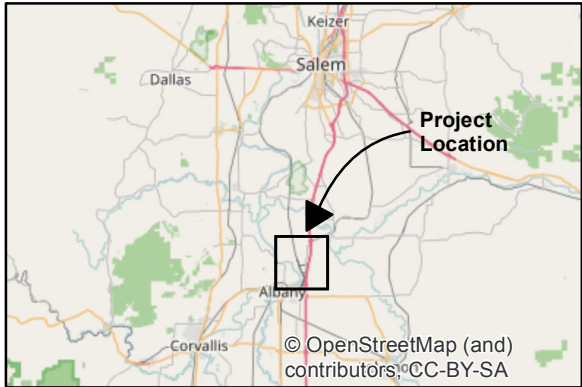 Keizer
Salem
Dallas
Project
Location
Albany
Corvallis
© OpenStreetMap (and)
contributors, CC-BY-SA